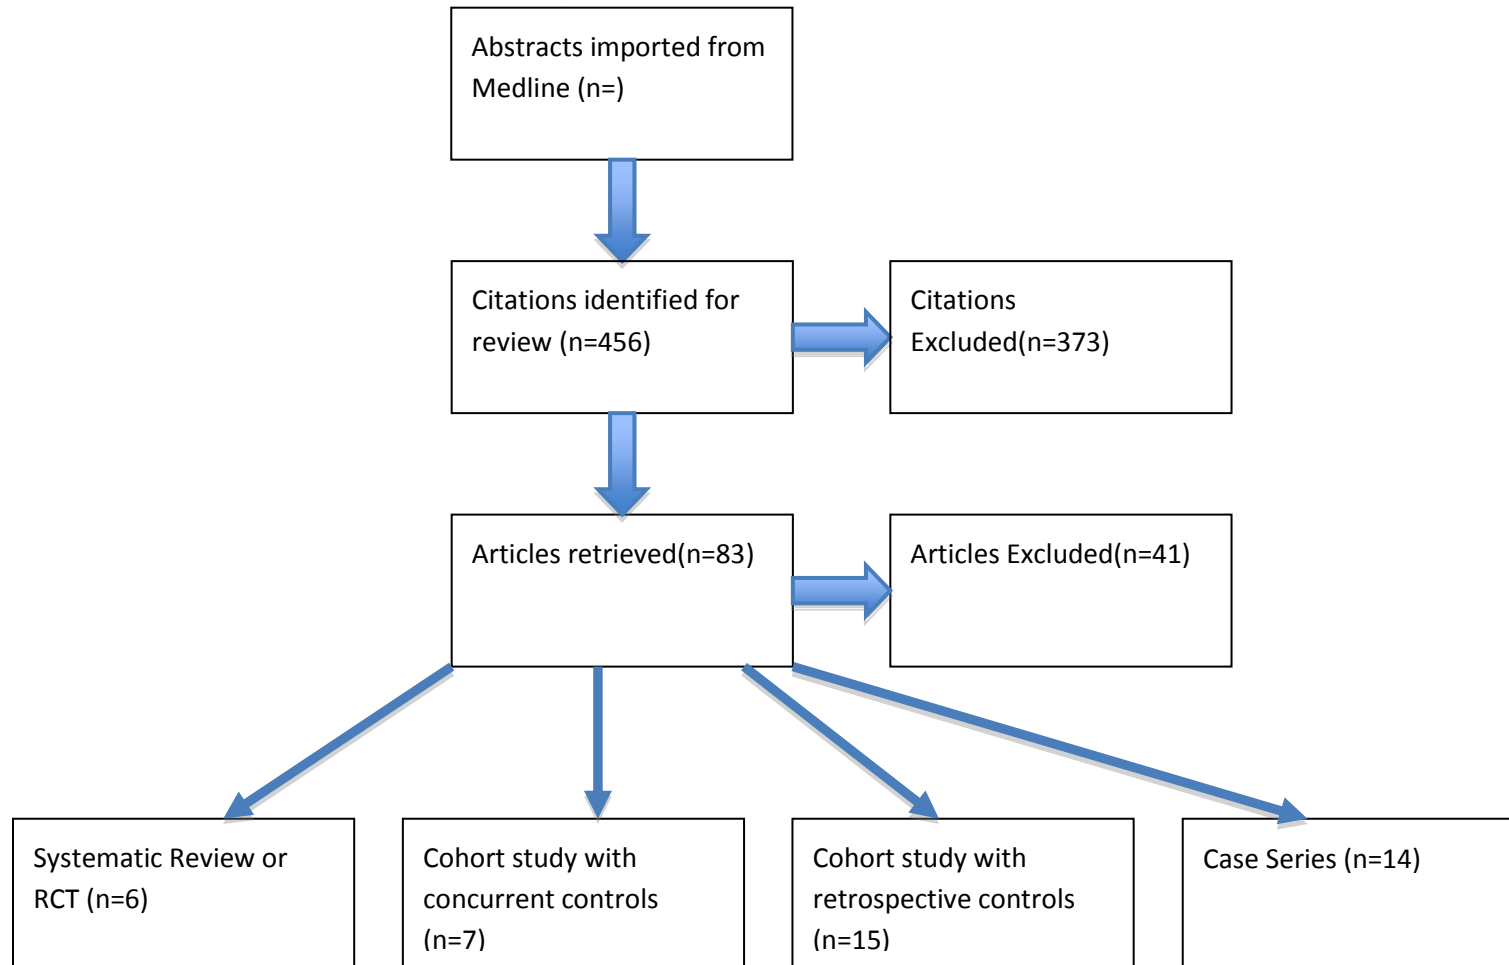 Abstracts imported from
Medline (n=)
Citations identified for
review (n=456)
Citations
Excluded(n=373)
Articles retrieved(n=83)
Articles Excluded(n=41)
Systematic Review or
RCT (n=6)
Cohort study with
concurrent controls
(n=7)
Cohort study with
retrospective controls
(n=15)
Case Series (n=14)